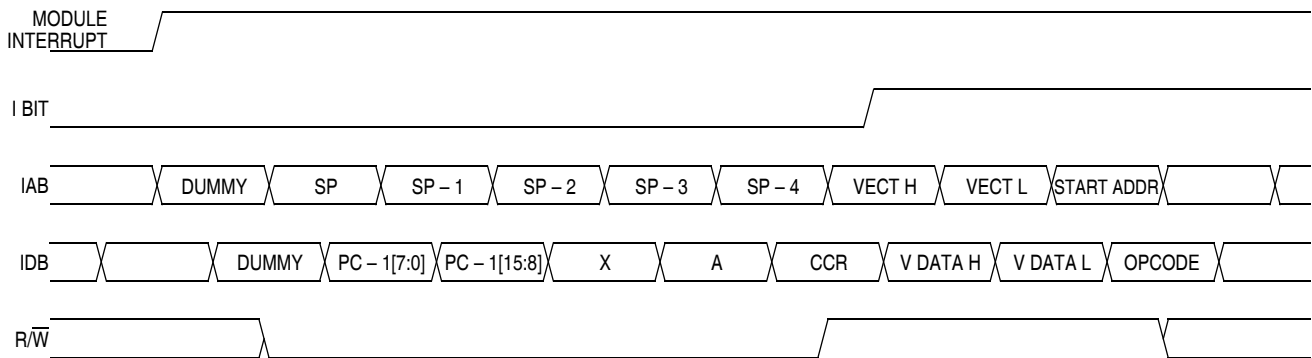 MODULE
INTERRUPT
I BIT
IAB DUMMY SP SP – 1 SP – 2 SP – 3 SP – 4 VECT H VECT L START ADDR
IDB DUMMY PC – 1[7:0] PC – 1[15:8] X A CCR V DATA H V DATA L OPCODE
R/W̅